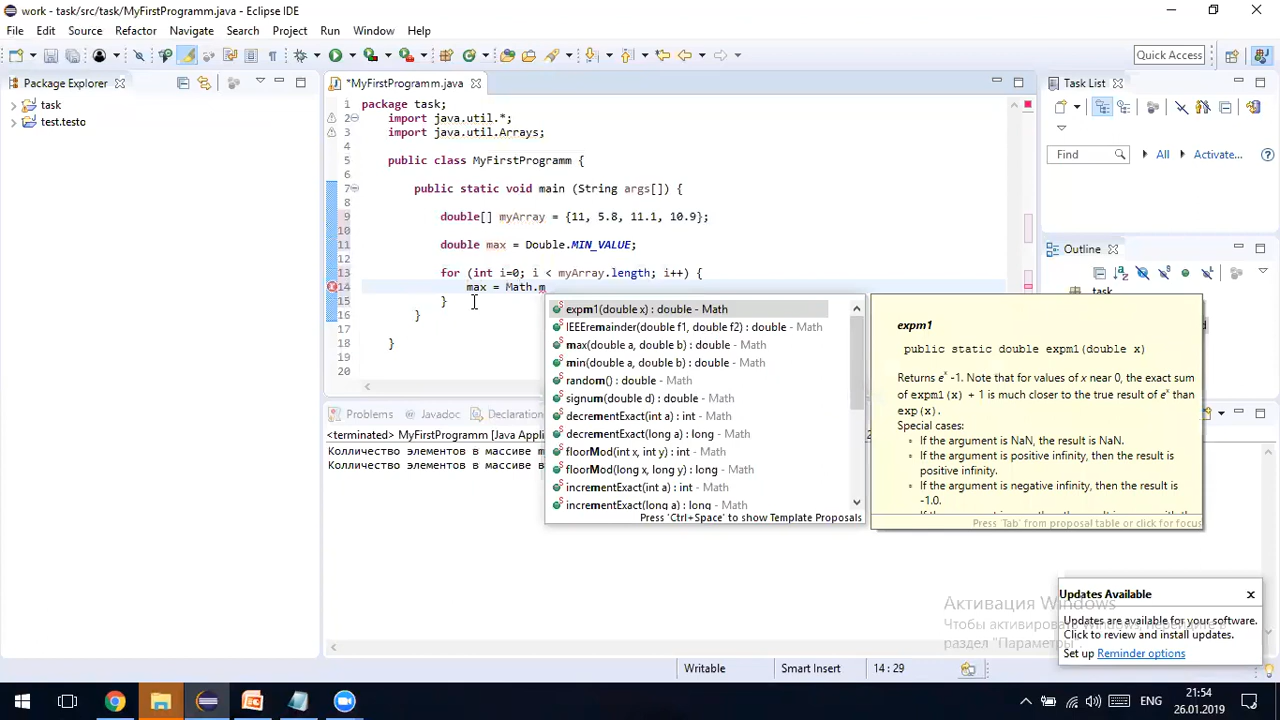 work - task/src/task/MyFirstProgramm.java - Eclipse IDE
File Edit Source Refactor Navigate Search Project Run Window Help
Quick Access
Package Explorer
task
test.testo
*MyFirstProgramm.java
1 package task;
2 import java.util.*;
3 import java.util.Arrays;
4
5 public class MyFirstProgramm {
6
7 public static void main (String args[]) {
8
9 double[] myArray = {11, 5.8, 11.1, 10.9};
10
11 double max = Double.MIN_VALUE;
12
13 for (int i=0; i < myArray.length; i++) {
14 max = Math.m
15 }
16 }
17
18 }
19
20
expm1(double x) : double - Math
IEEEremainder(double f1, double f2) : double - Math
max(double a, double b) : double - Math
min(double a, double b) : double - Math
random() : double - Math
signum(double d) : double - Math
decrementExact(int a) : int - Math
decrementExact(long a) : long - Math
floorMod(int x, int y) : int - Math
floorMod(long x, long y) : long - Math
incrementExact(int a) : int - Math
incrementExact(long a) : long - Math
Press 'Ctrl+Space' to show Template Proposals
expm1
public static double expm1(double x)
Returns eˣ -1. Note that for values of x near 0, the exact sum
of expm1(x) + 1 is much closer to the true result of eˣ than
exp(x).
Special cases:
If the argument is NaN, the result is NaN.
If the argument is positive infinity, then the result is
positive infinity.
If the argument is negative infinity, then the result is
-1.0.
Press 'Tab' from proposal table or click for focus
Task List
Find All Activate...
Outline
task
Problems Javadoc Declaration
<terminated> MyFirstProgramm [Java Appli
Колличество элементов в массиве
Колличество элементов в массиве
Активация Windows
Чтобы активировать Windows, перейдите в
раздел "Параметры".
Updates Available
Updates are available for your software.
Click to review and install updates.
Set up Reminder options
Writable Smart Insert 14 : 29
ENG
21:54
26.01.2019